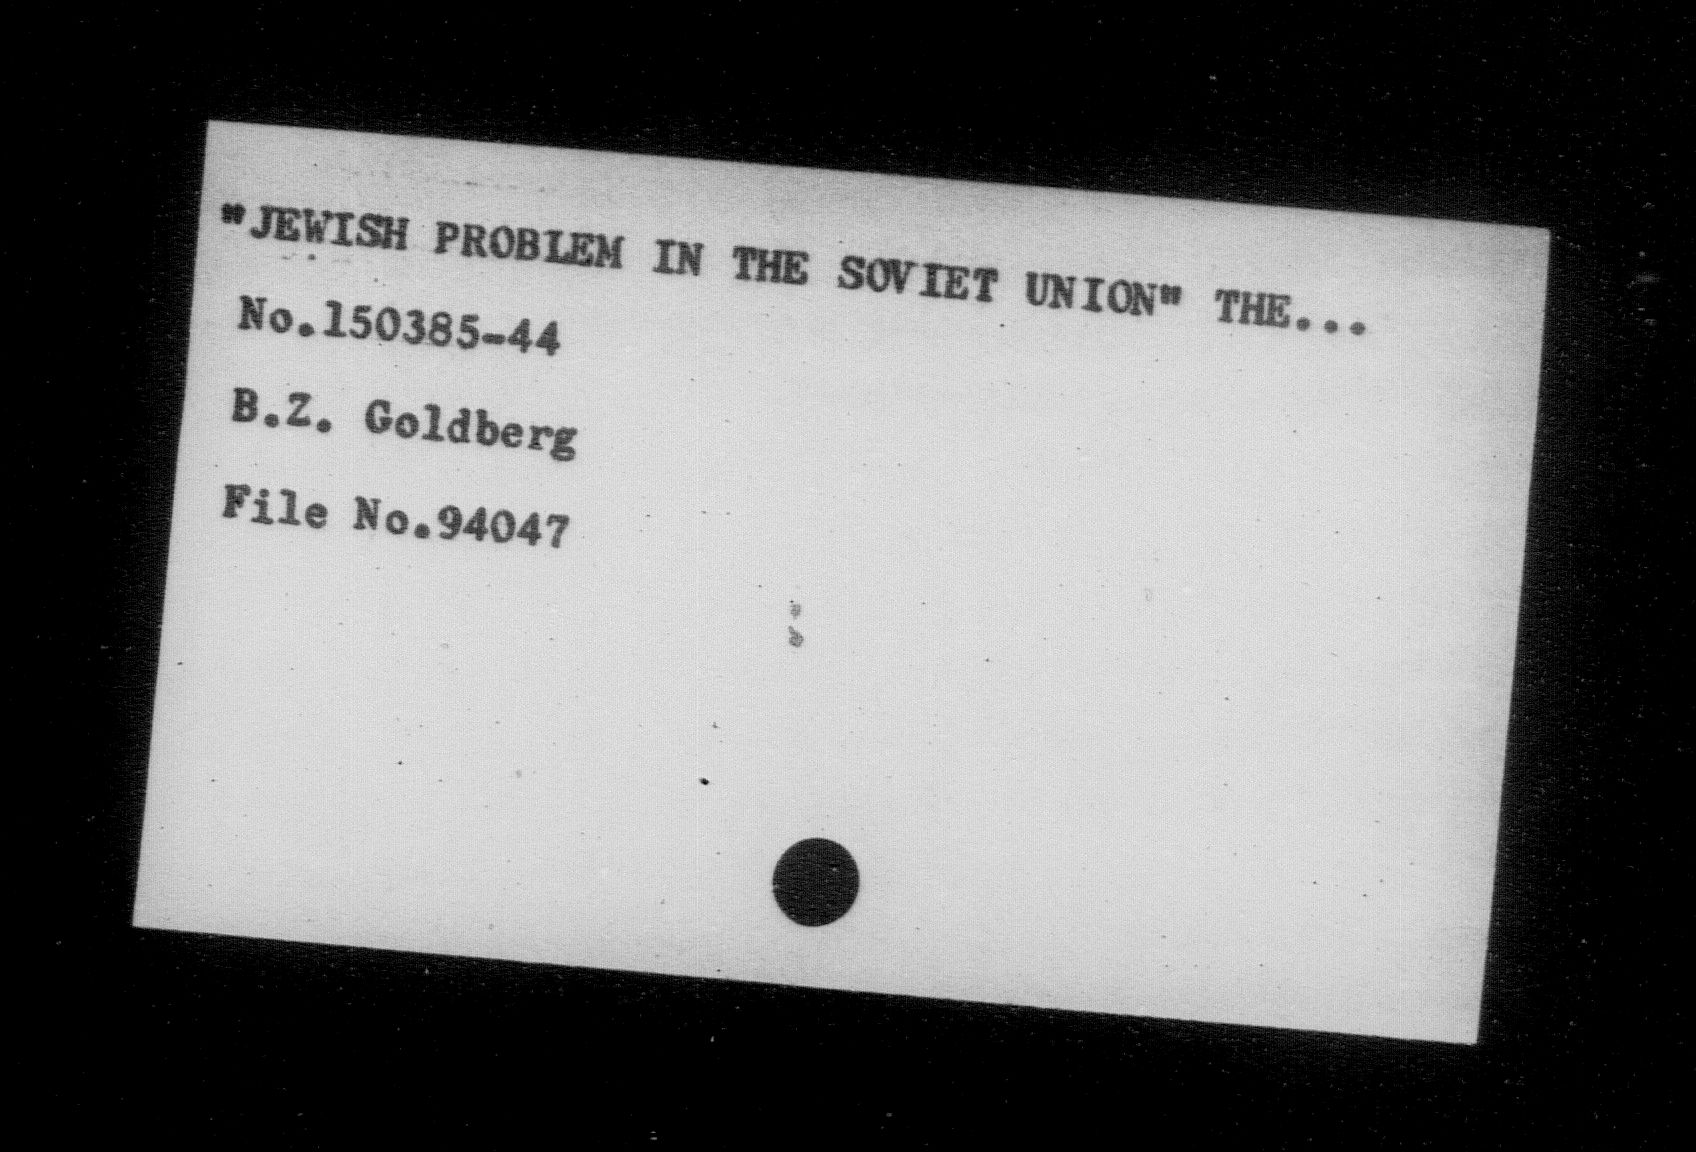 "JEWISH PROBLEM IN THE SOVIET UNION" THE...
No.150385-44
B.Z. Goldberg
File No.94047